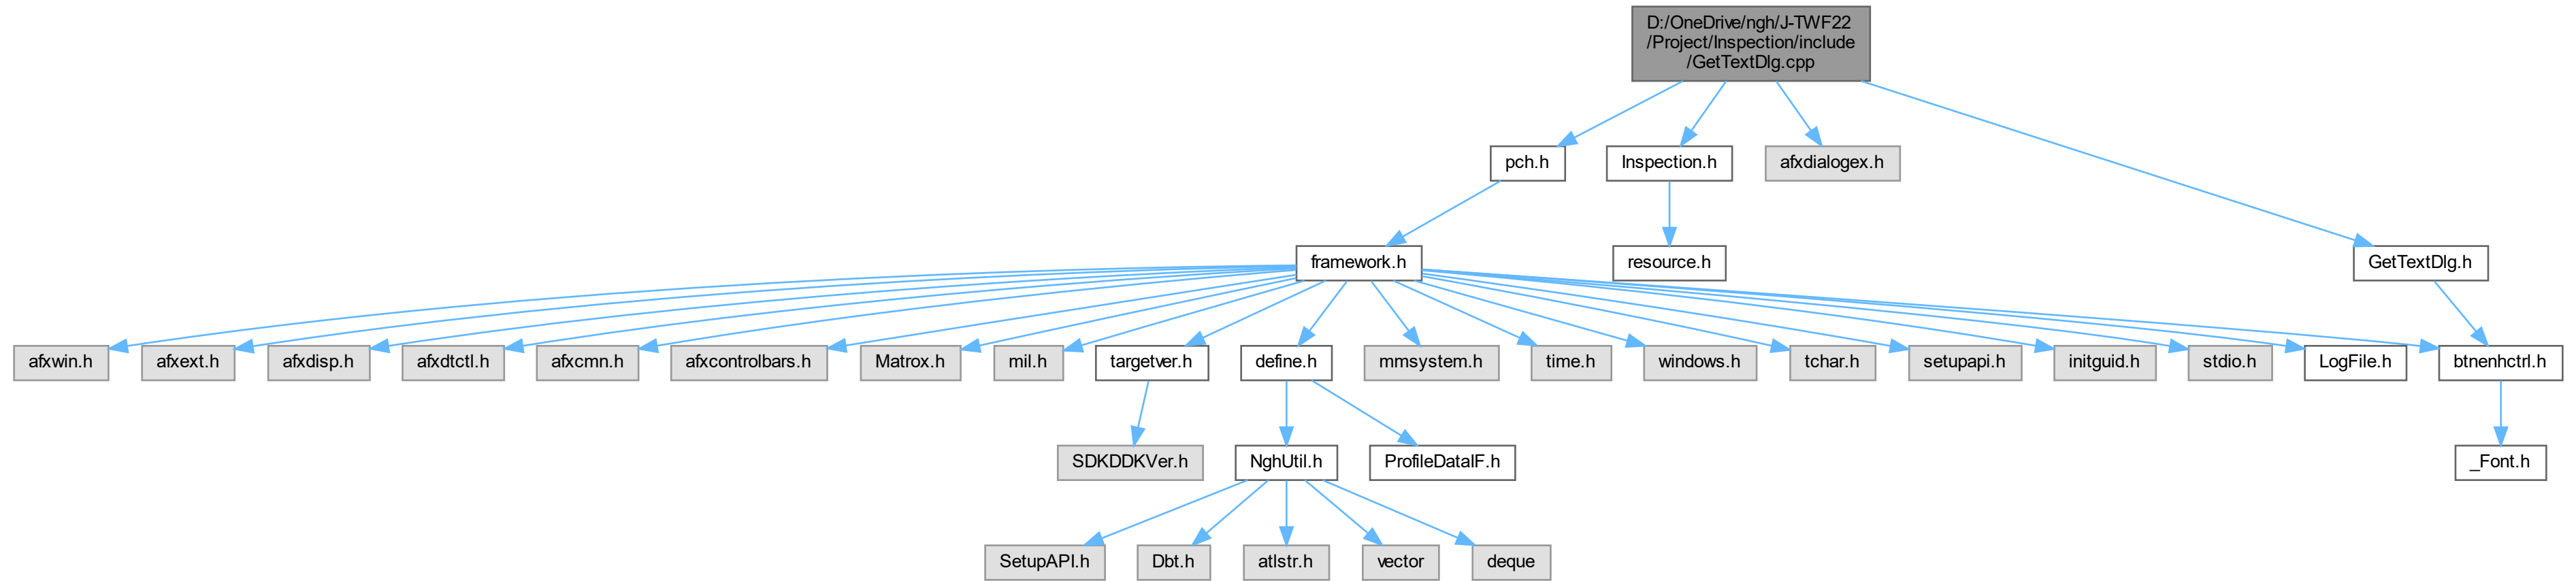 D:/OneDrive/ngh/J-TWF22
/Project/Inspection/include
/GetTextDlg.cpp
pch.h
Inspection.h
afxdialogex.h
framework.h
resource.h
GetTextDlg.h
afxwin.h
afxext.h
afxdisp.h
afxdtctl.h
afxcmn.h
afxcontrolbars.h
Matrox.h
mil.h
targetver.h
define.h
mmsystem.h
time.h
windows.h
tchar.h
setupapi.h
initguid.h
stdio.h
LogFile.h
btnenhctrl.h
SDKDDKVer.h
NghUtil.h
ProfileDataIF.h
_Font.h
SetupAPI.h
Dbt.h
atlstr.h
vector
deque